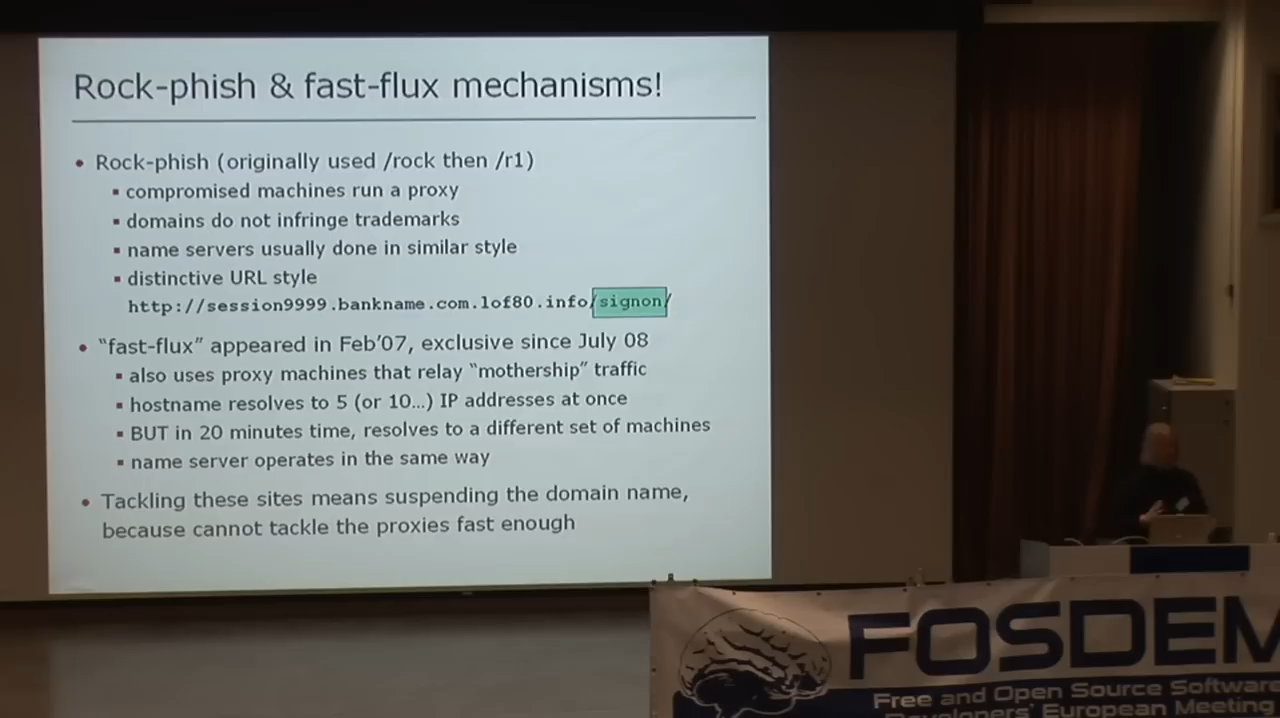 Rock-phish & fast-flux mechanisms!
• Rock-phish (originally used /rock then /r1)
▪ compromised machines run a proxy
▪ domains do not infringe trademarks
▪ name servers usually done in similar style
▪ distinctive URL style
http://session9999.bankname.com.lof80.info/signon/
• “fast-flux” appeared in Feb’07, exclusive since July 08
▪ also uses proxy machines that relay “mothership” traffic
▪ hostname resolves to 5 (or 10…) IP addresses at once
▪ BUT in 20 minutes time, resolves to a different set of machines
▪ name server operates in the same way
• Tackling these sites means suspending the domain name,
because cannot tackle the proxies fast enough
FOSDEM
Free and Open Source Software
Developers' European Meeting